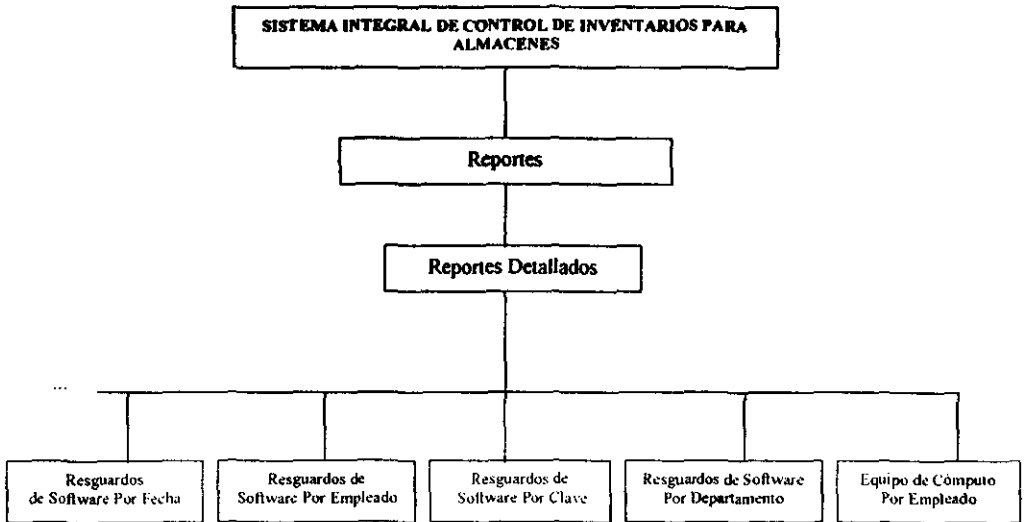 SISTEMA INTEGRAL DE CONTROL DE INVENTARIOS PARA
ALMACENES
Reportes
Reportes Detallados
...
Resguardos
de Software Por Fecha
Resguardos de
Software Por Empleado
Resguardos de
Software Por Clave
Resguardos de Software
Por Departamento
Equipo de Cómputo
Por Empleado